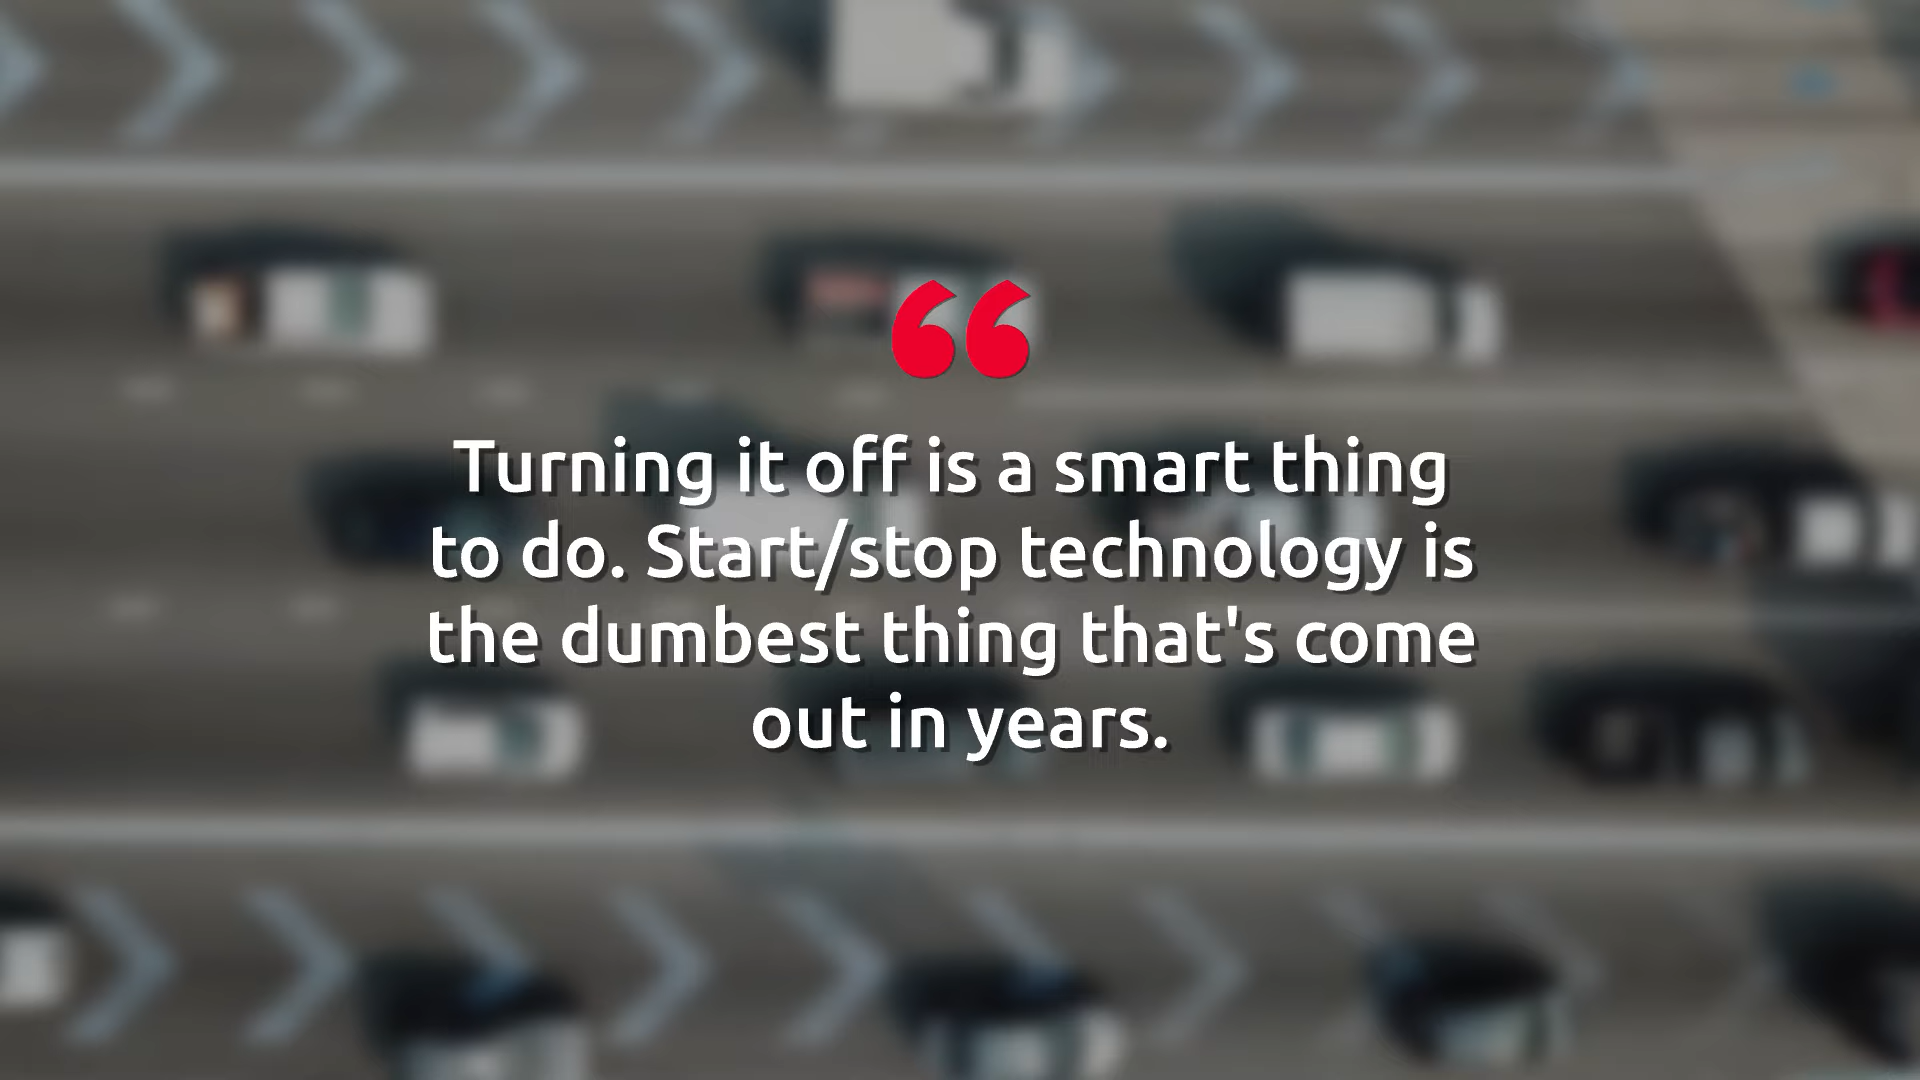 “
Turning it off is a smart thing
to do. Start/stop technology is
the dumbest thing that's come
out in years.